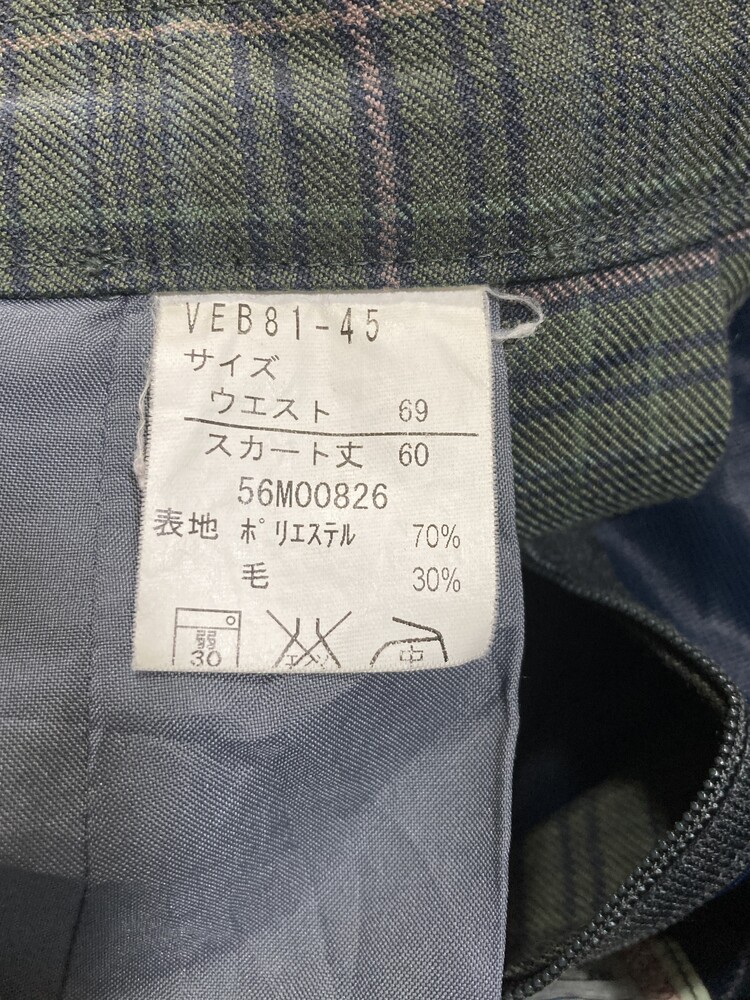 VEB81-45
サイズ
ウエスト 69
スカート丈 60
56M00826
表地 ポリエステル 70%
毛 30%
弱 30 中